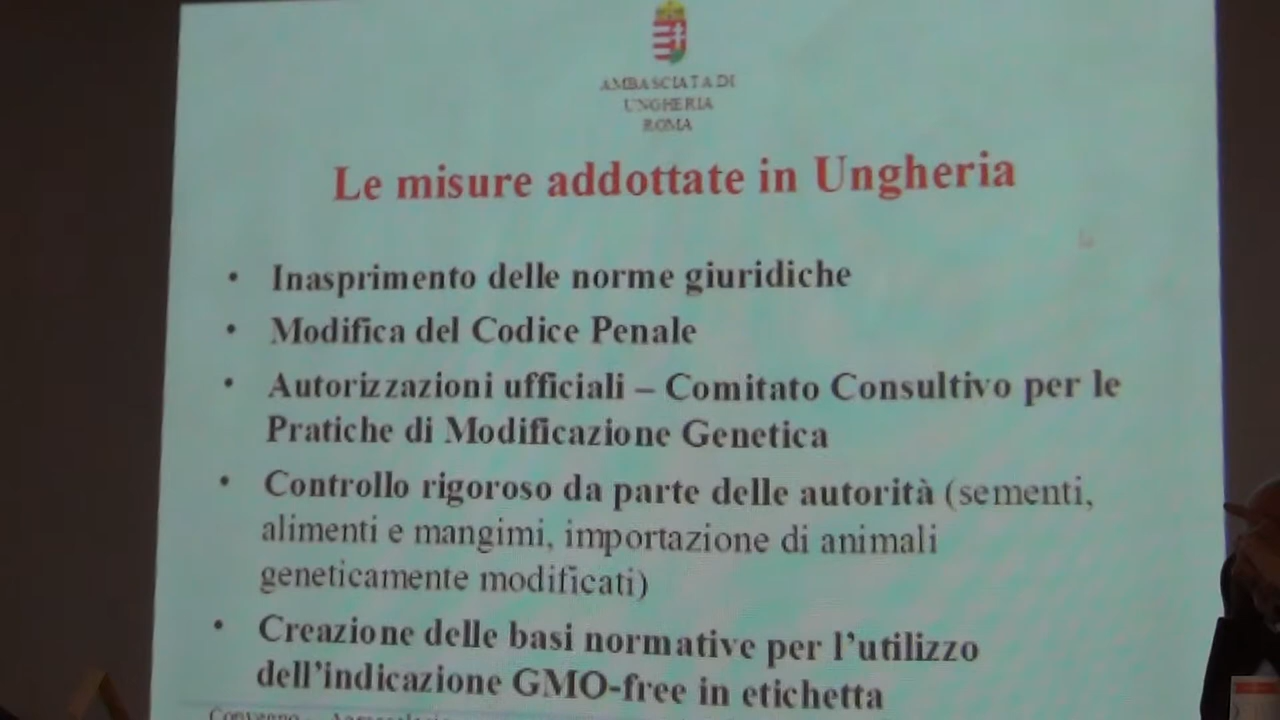 AMBASCIATA DI
UNGHERIA
ROMA
Le misure addottate in Ungheria
• Inasprimento delle norme giuridiche
• Modifica del Codice Penale
• Autorizzazioni ufficiali – Comitato Consultivo per le
Pratiche di Modificazione Genetica
• Controllo rigoroso da parte delle autorità (sementi,
alimenti e mangimi, importazione di animali
geneticamente modificati)
• Creazione delle basi normative per l'utilizzo
dell'indicazione GMO-free in etichetta